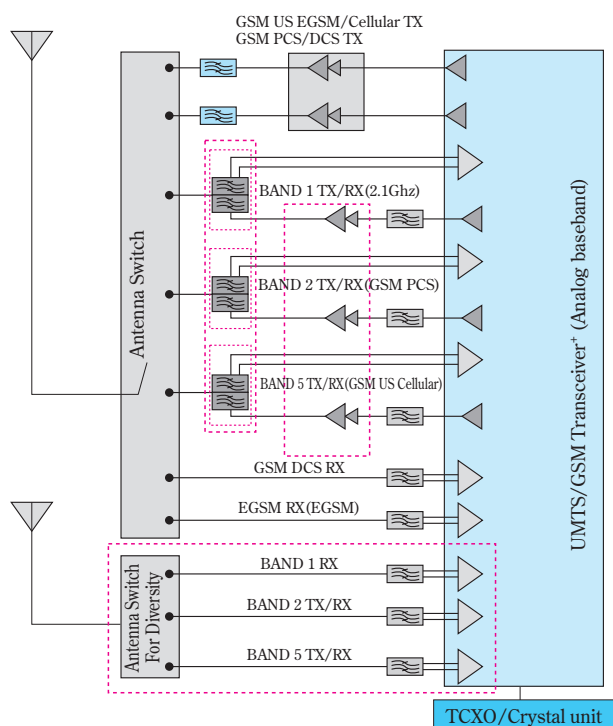 GSM US EGSM/Cellular TX
GSM PCS/DCS TX
BAND 1 TX/RX(2.1Ghz)
BAND 2 TX/RX(GSM PCS)
BAND 5 TX/RX(GSM US Cellular)
GSM DCS RX
EGSM RX(EGSM)
BAND 1 RX
BAND 2 TX/RX
BAND 5 TX/RX
Antenna Switch
Antenna Switch
For Diversity
UMTS/GSM Transceiver⁺ (Analog baseband)
TCXO/Crystal unit